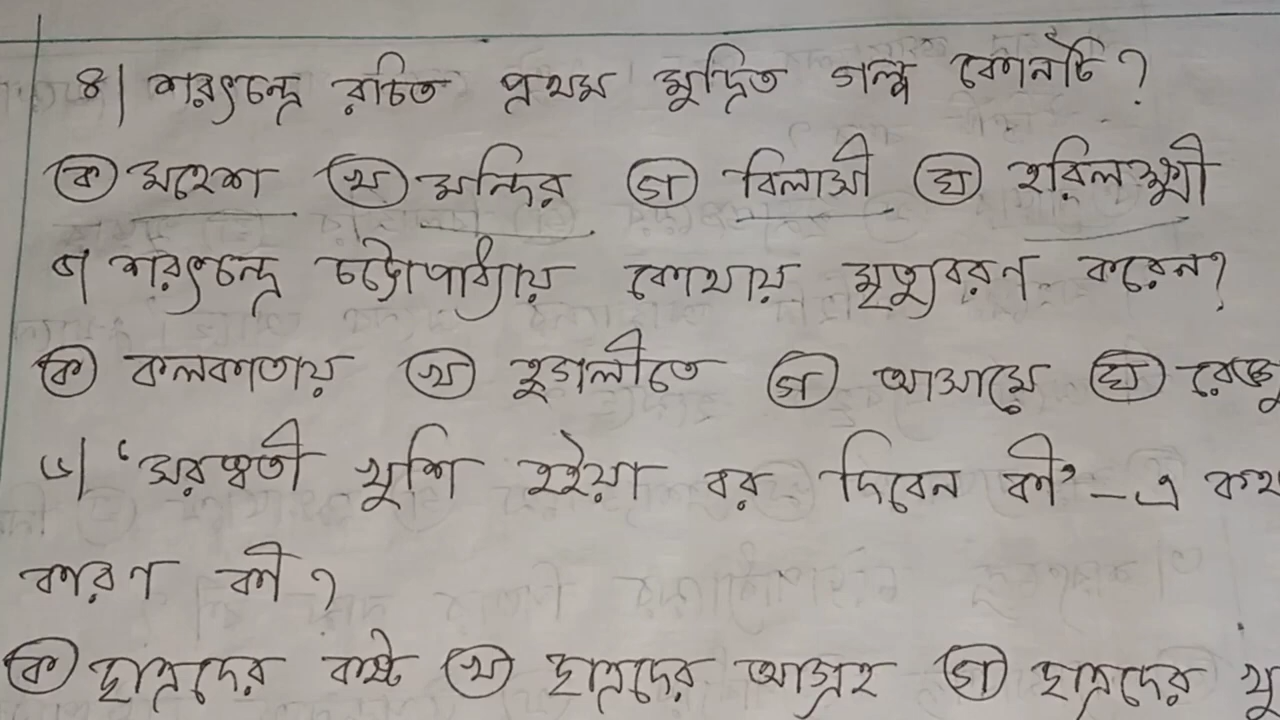 ৪। শরৎচন্দ্র রচিত প্রথম মুদ্রিত গল্প কোনটি?
ক মহেশ খ মন্দির গ বিলাসী ঘ হরিলক্ষ্মী
৫। শরৎচন্দ্র চট্টোপাধ্যায় কোথায় মৃত্যুবরণ করেন?
ক কলকাতায় খ হুগলীতে গ আসামে ঘ
৬। 'সরস্বতী খুশি হইয়া বর দিবেন কী' - এ কথ
কারণ কী?
ক ছাত্রদের কষ্ট খ ছাত্রদের আগ্রহ গ ছাত্রদের